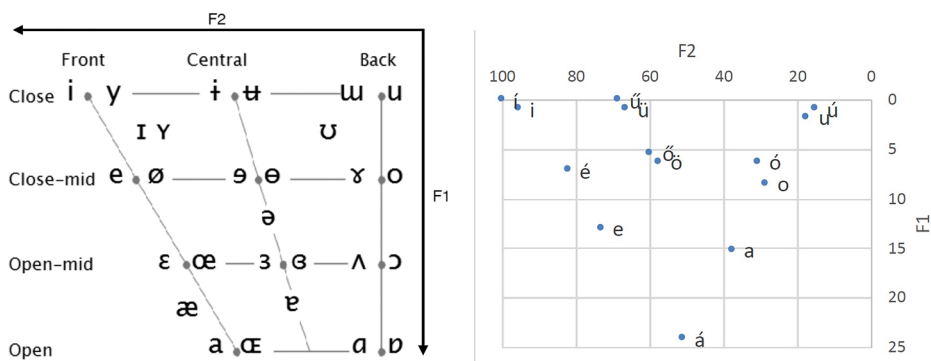 F2
Front Central Back
Close i y ɨ ʉ ɯ u
ɪ ʏ ʊ
Close-mid e ø ɘ ɵ ɤ o
F1
ə
Open-mid ɛ œ ɜ ɞ ʌ ɔ
æ ɐ
Open a ɶ ɑ ɒ
F2
100 80 60 40 20 0
0
í i ű ü ú u
5
ő ö ó
é o
10
e
F1
a
15
20
á
25